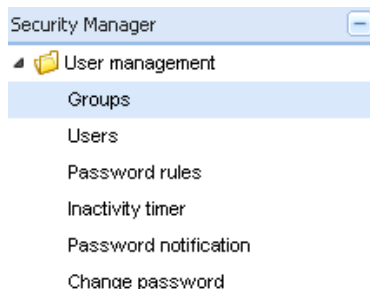 Security Manager
User management
Groups
Users
Password rules
Inactivity timer
Password notification
Change password